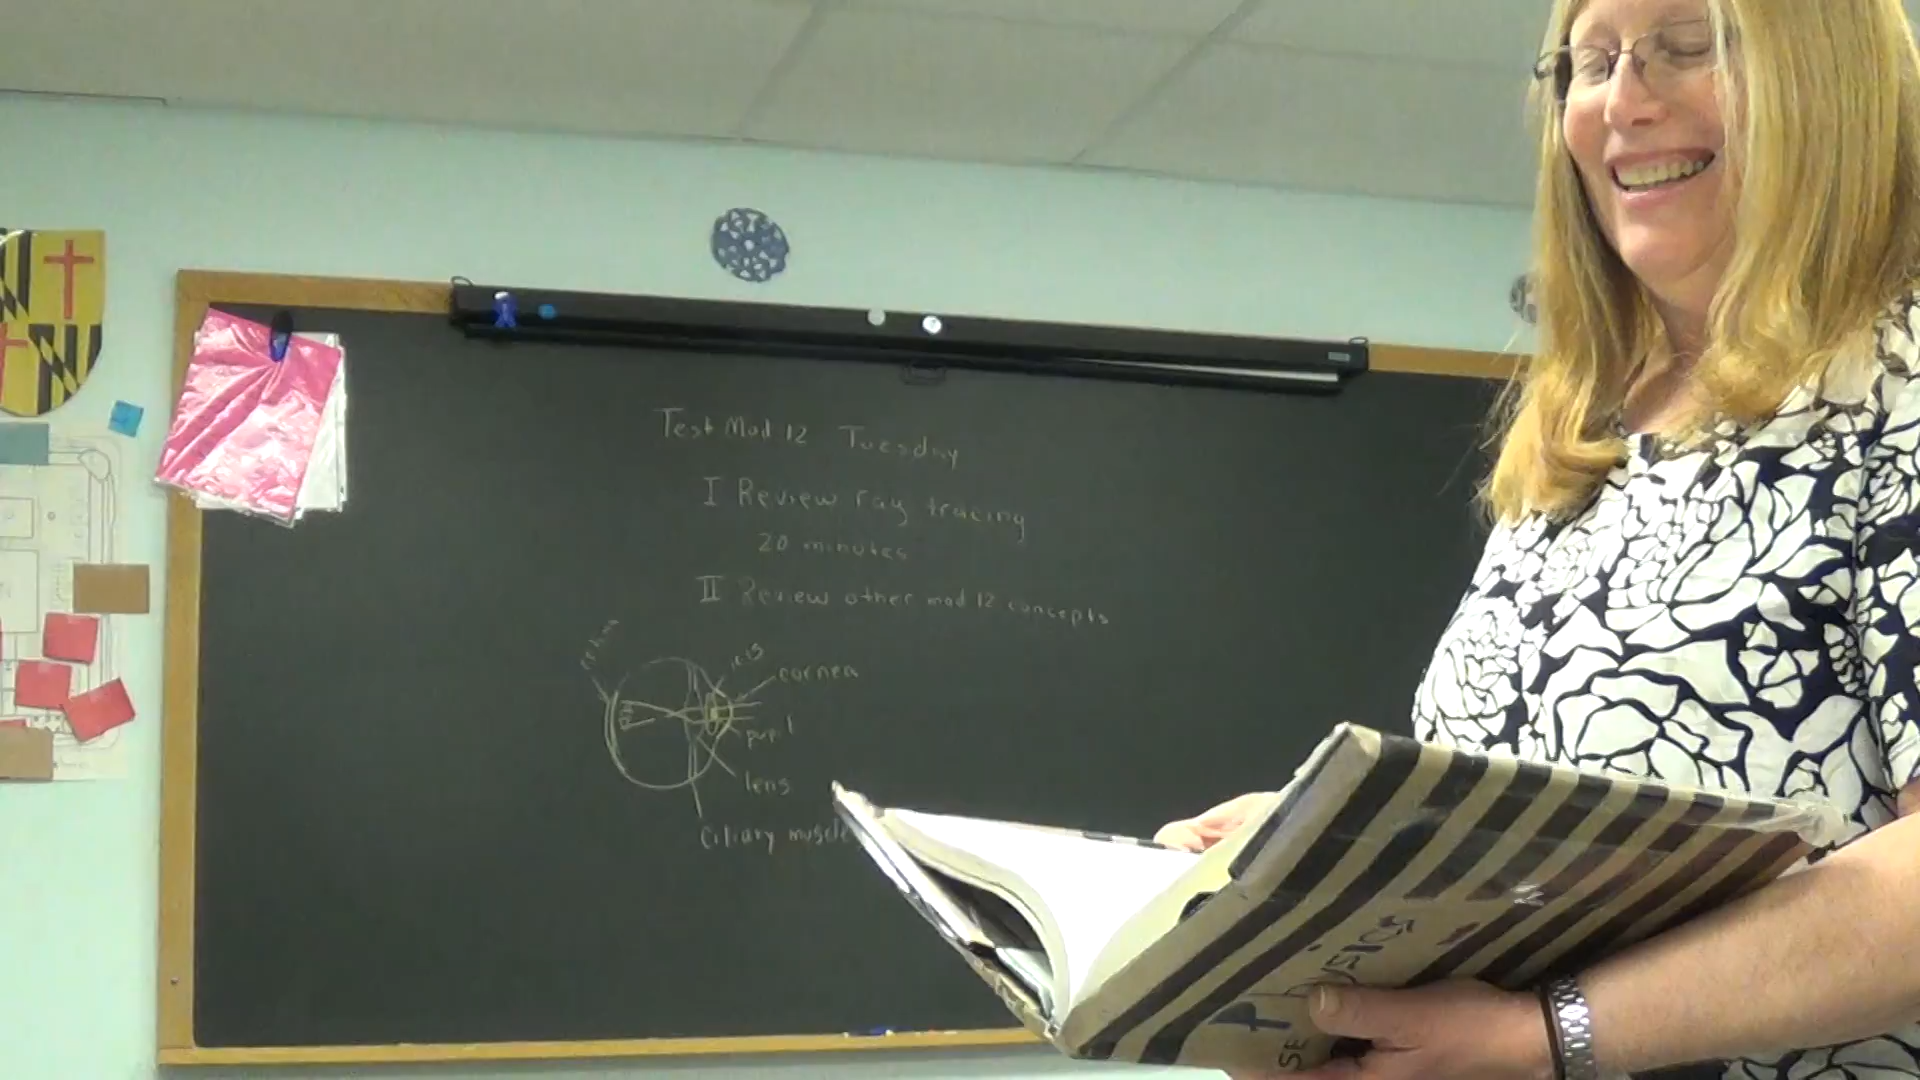 Test Mod 12 Tuesday
I Review ray tracing
20 minutes
II Review other mod 12 concepts
retina
iris
cornea
pupil
lens
Ciliary muscle
Physics